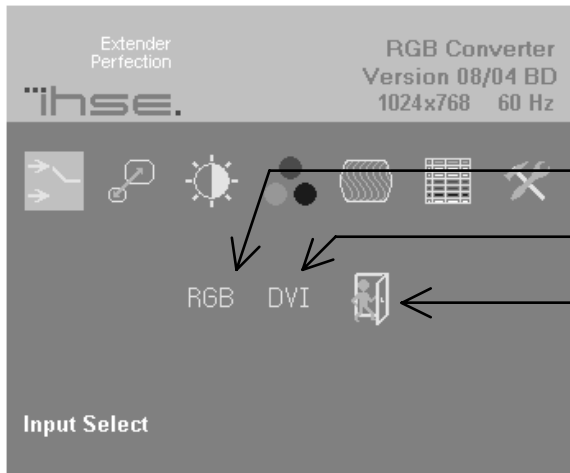 Extender
Perfection
ihse.
RGB Converter
Version 08/04 BD
1024x768 60 Hz
RGB DVI
Input Select